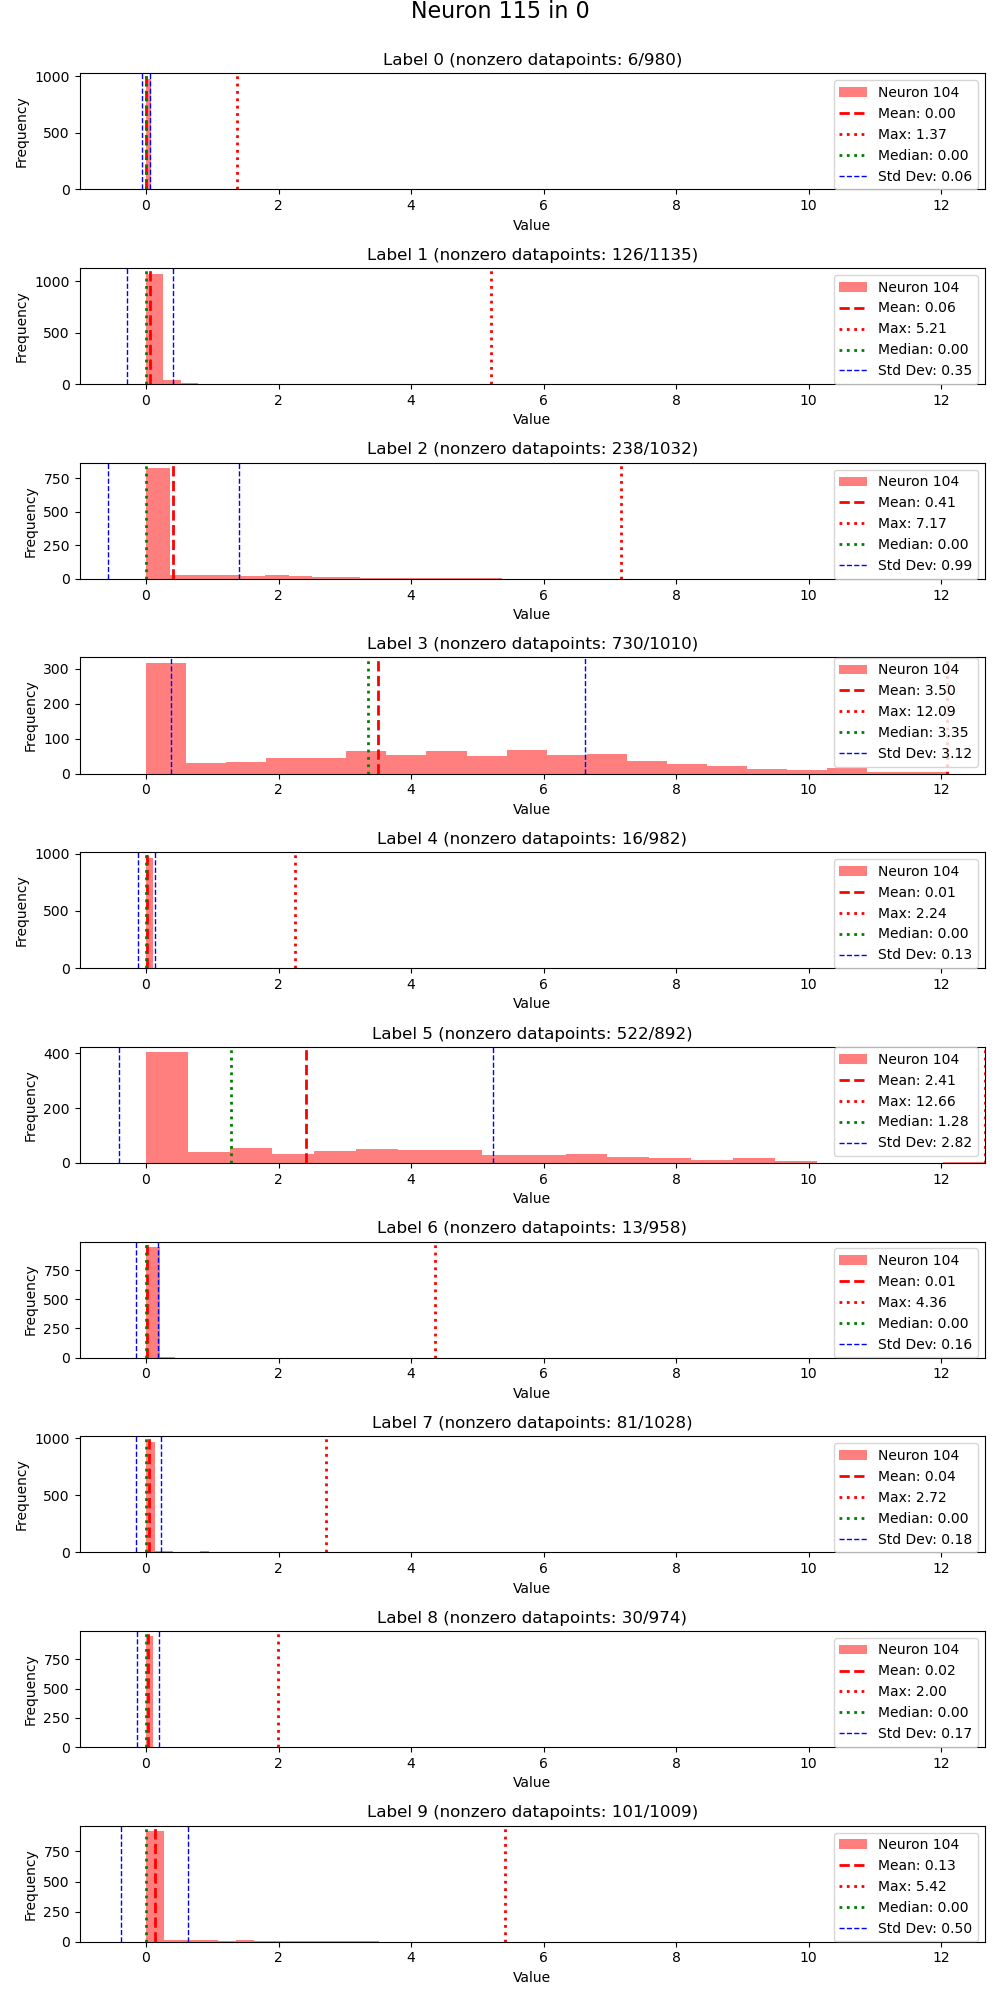 Neuron 115 in 0
Label 0 (nonzero datapoints: 6/980)
1000
500
0
Frequency
Neuron 104
Mean: 0.00
Max: 1.37
Median: 0.00
Std Dev: 0.06
0 2 4 6 8 10 12
Value
Label 1 (nonzero datapoints: 126/1135)
1000
500
0
Frequency
Neuron 104
Mean: 0.06
Max: 5.21
Median: 0.00
Std Dev: 0.35
0 2 4 6 8 10 12
Value
Label 2 (nonzero datapoints: 238/1032)
750
500
250
0
Frequency
Neuron 104
Mean: 0.41
Max: 7.17
Median: 0.00
Std Dev: 0.99
0 2 4 6 8 10 12
Value
Label 3 (nonzero datapoints: 730/1010)
300
200
100
0
Frequency
Neuron 104
Mean: 3.50
Max: 12.09
Median: 3.35
Std Dev: 3.12
0 2 4 6 8 10 12
Value
Label 4 (nonzero datapoints: 16/982)
1000
500
0
Frequency
Neuron 104
Mean: 0.01
Max: 2.24
Median: 0.00
Std Dev: 0.13
0 2 4 6 8 10 12
Value
Label 5 (nonzero datapoints: 522/892)
400
200
0
Frequency
Neuron 104
Mean: 2.41
Max: 12.66
Median: 1.28
Std Dev: 2.82
0 2 4 6 8 10 12
Value
Label 6 (nonzero datapoints: 13/958)
750
500
250
0
Frequency
Neuron 104
Mean: 0.01
Max: 4.36
Median: 0.00
Std Dev: 0.16
0 2 4 6 8 10 12
Value
Label 7 (nonzero datapoints: 81/1028)
1000
500
0
Frequency
Neuron 104
Mean: 0.04
Max: 2.72
Median: 0.00
Std Dev: 0.18
0 2 4 6 8 10 12
Value
Label 8 (nonzero datapoints: 30/974)
750
500
250
0
Frequency
Neuron 104
Mean: 0.02
Max: 2.00
Median: 0.00
Std Dev: 0.17
0 2 4 6 8 10 12
Value
Label 9 (nonzero datapoints: 101/1009)
750
500
250
0
Frequency
Neuron 104
Mean: 0.13
Max: 5.42
Median: 0.00
Std Dev: 0.50
0 2 4 6 8 10 12
Value